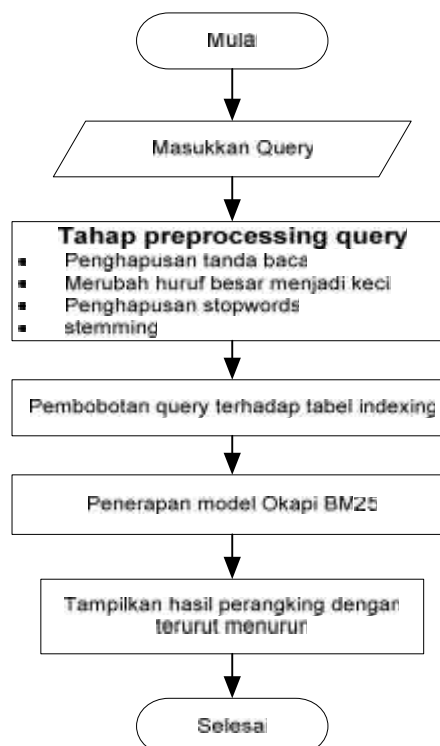 Mulai
Masukkan Query
Tahap preprocessing query
▪ Penghapusan tanda baca
▪ Merubah huruf besar menjadi keci
▪ Penghapusan stopwords
▪ stemming
Pembobotan query terhadap tabel indexing
Penerapan model Okapi BM25
Tampilkan hasil perangking dengan
terurut menurun
Selesai